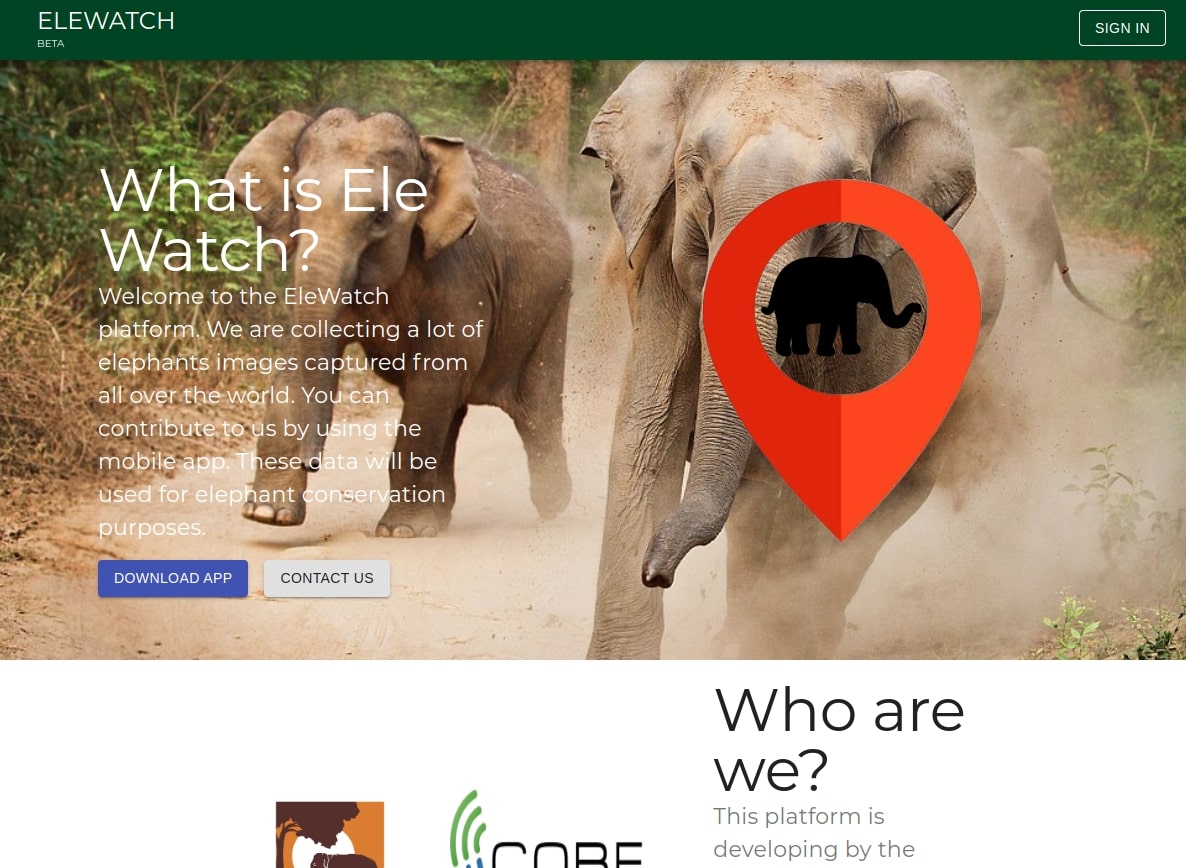 ELEWATCH
BETA
SIGN IN
What is Ele
Watch?
Welcome to the EleWatch
platform. We are collecting a lot of
elephants images captured from
all over the world. You can
contribute to us by using the
mobile app. These data will be
used for elephant conservation
purposes.
DOWNLOAD APP
CONTACT US
Who are
we?
This platform is
developing by the